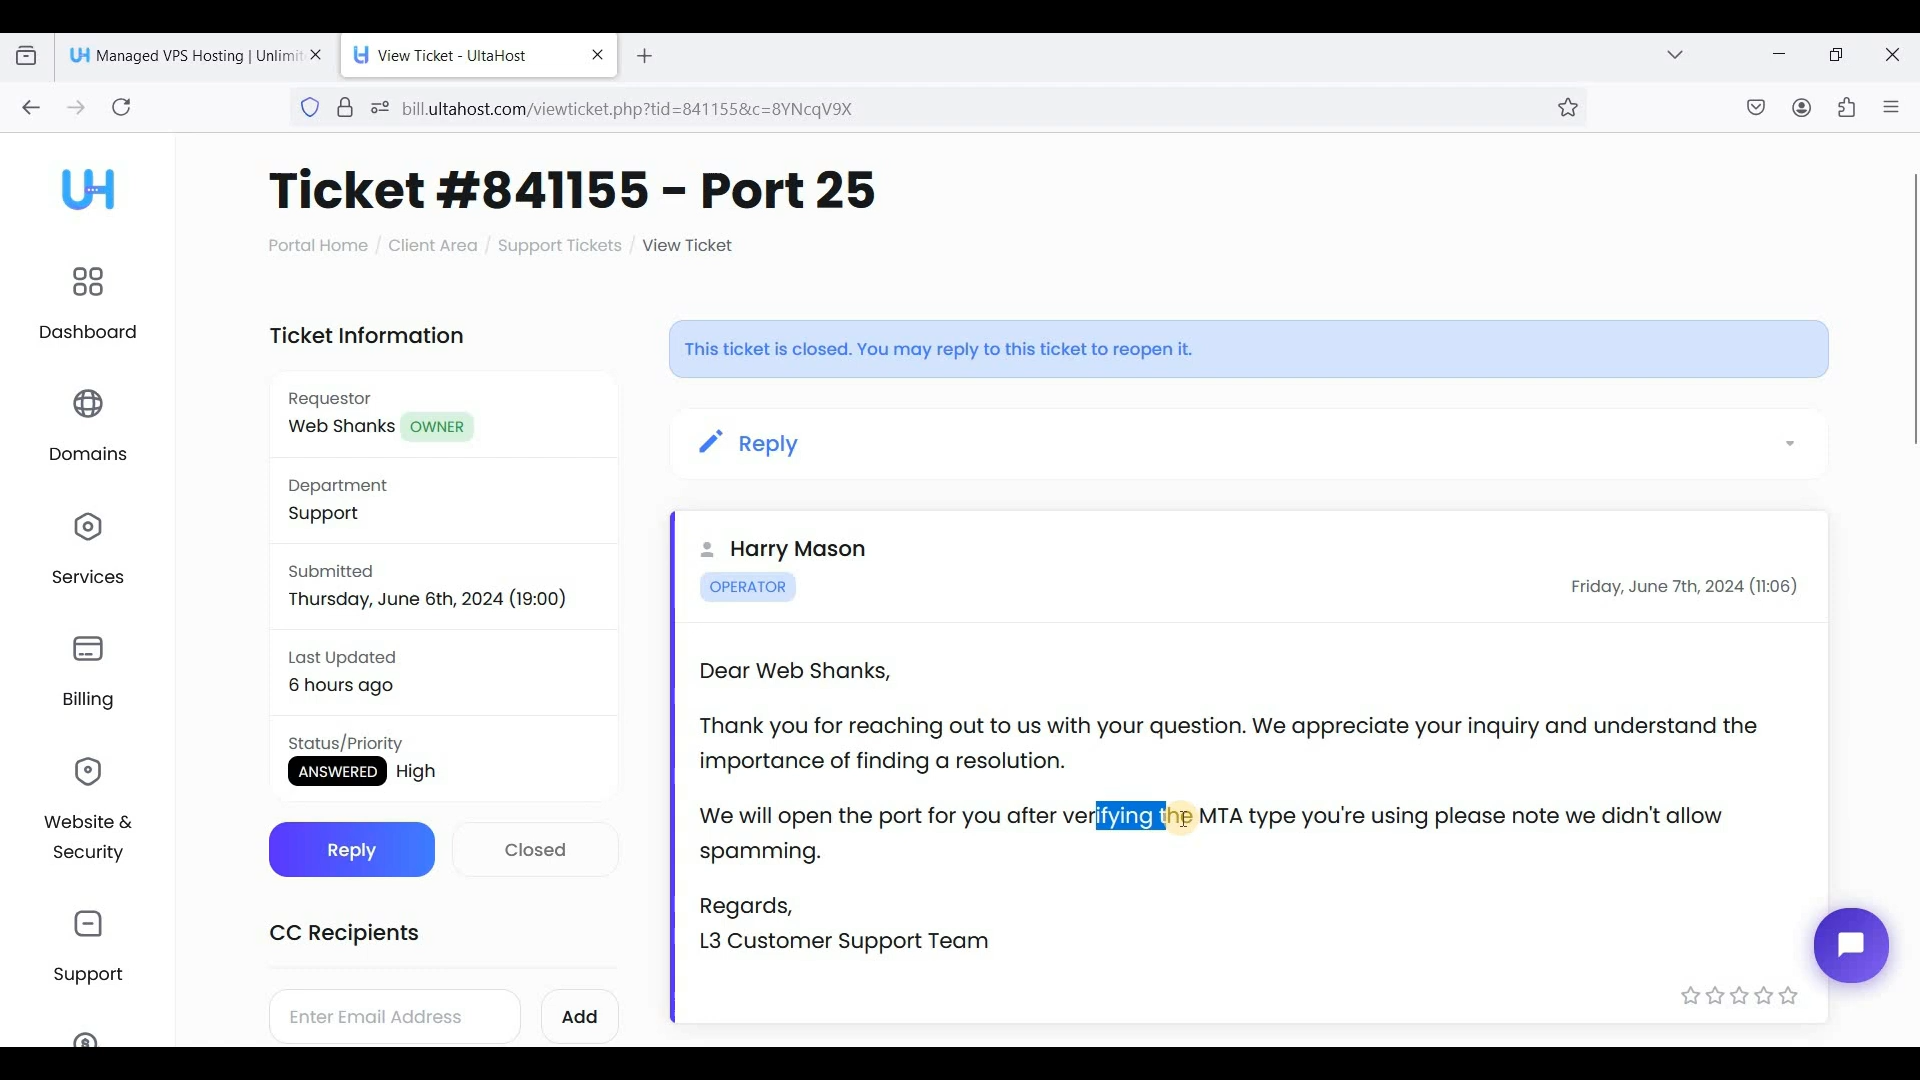 Managed VPS Hosting | Unlimit
View Ticket - UltaHost
bill.ultahost.com/viewticket.php?tid=841155&c=8YNcqV9X
UH
Ticket #841155 - Port 25
Portal Home / Client Area / Support Tickets / View Ticket
Dashboard
Domains
Services
Billing
Website &
Security
Support
Ticket Information
Requestor
Web Shanks OWNER
Department
Support
Submitted
Thursday, June 6th, 2024 (19:00)
Last Updated
6 hours ago
Status/Priority
ANSWERED High
Reply
Closed
CC Recipients
Enter Email Address
Add
This ticket is closed. You may reply to this ticket to reopen it.
Reply
Harry Mason
OPERATOR
Friday, June 7th, 2024 (11:06)
Dear Web Shanks,
Thank you for reaching out to us with your question. We appreciate your inquiry and understand the
importance of finding a resolution.
We will open the port for you after verifying the MTA type you're using please note we didn't allow
spamming.
Regards,
L3 Customer Support Team